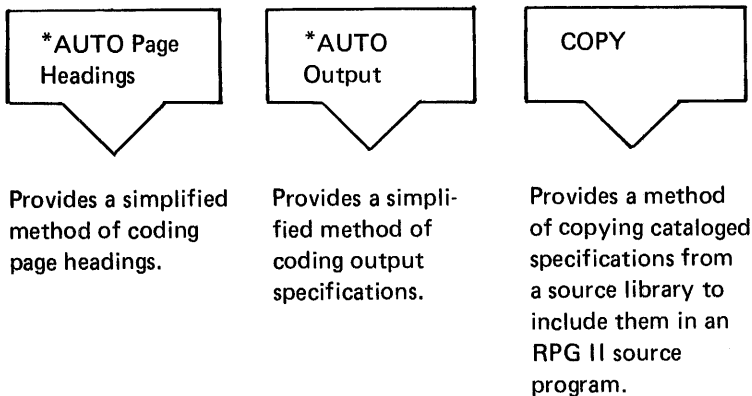 *AUTO Page
Headings
Provides a simplified
method of coding
page headings.
*AUTO
Output
Provides a simpli-
fied method of
coding output
specifications.
COPY
Provides a method
of copying cataloged
specifications from
a source library to
include them in an
RPG II source
program.